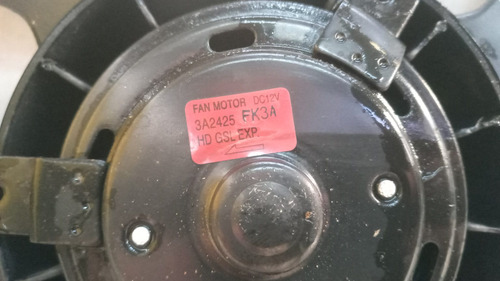 FAN MOTOR DC12V
3A2425 FK3A
HD GSL EXP